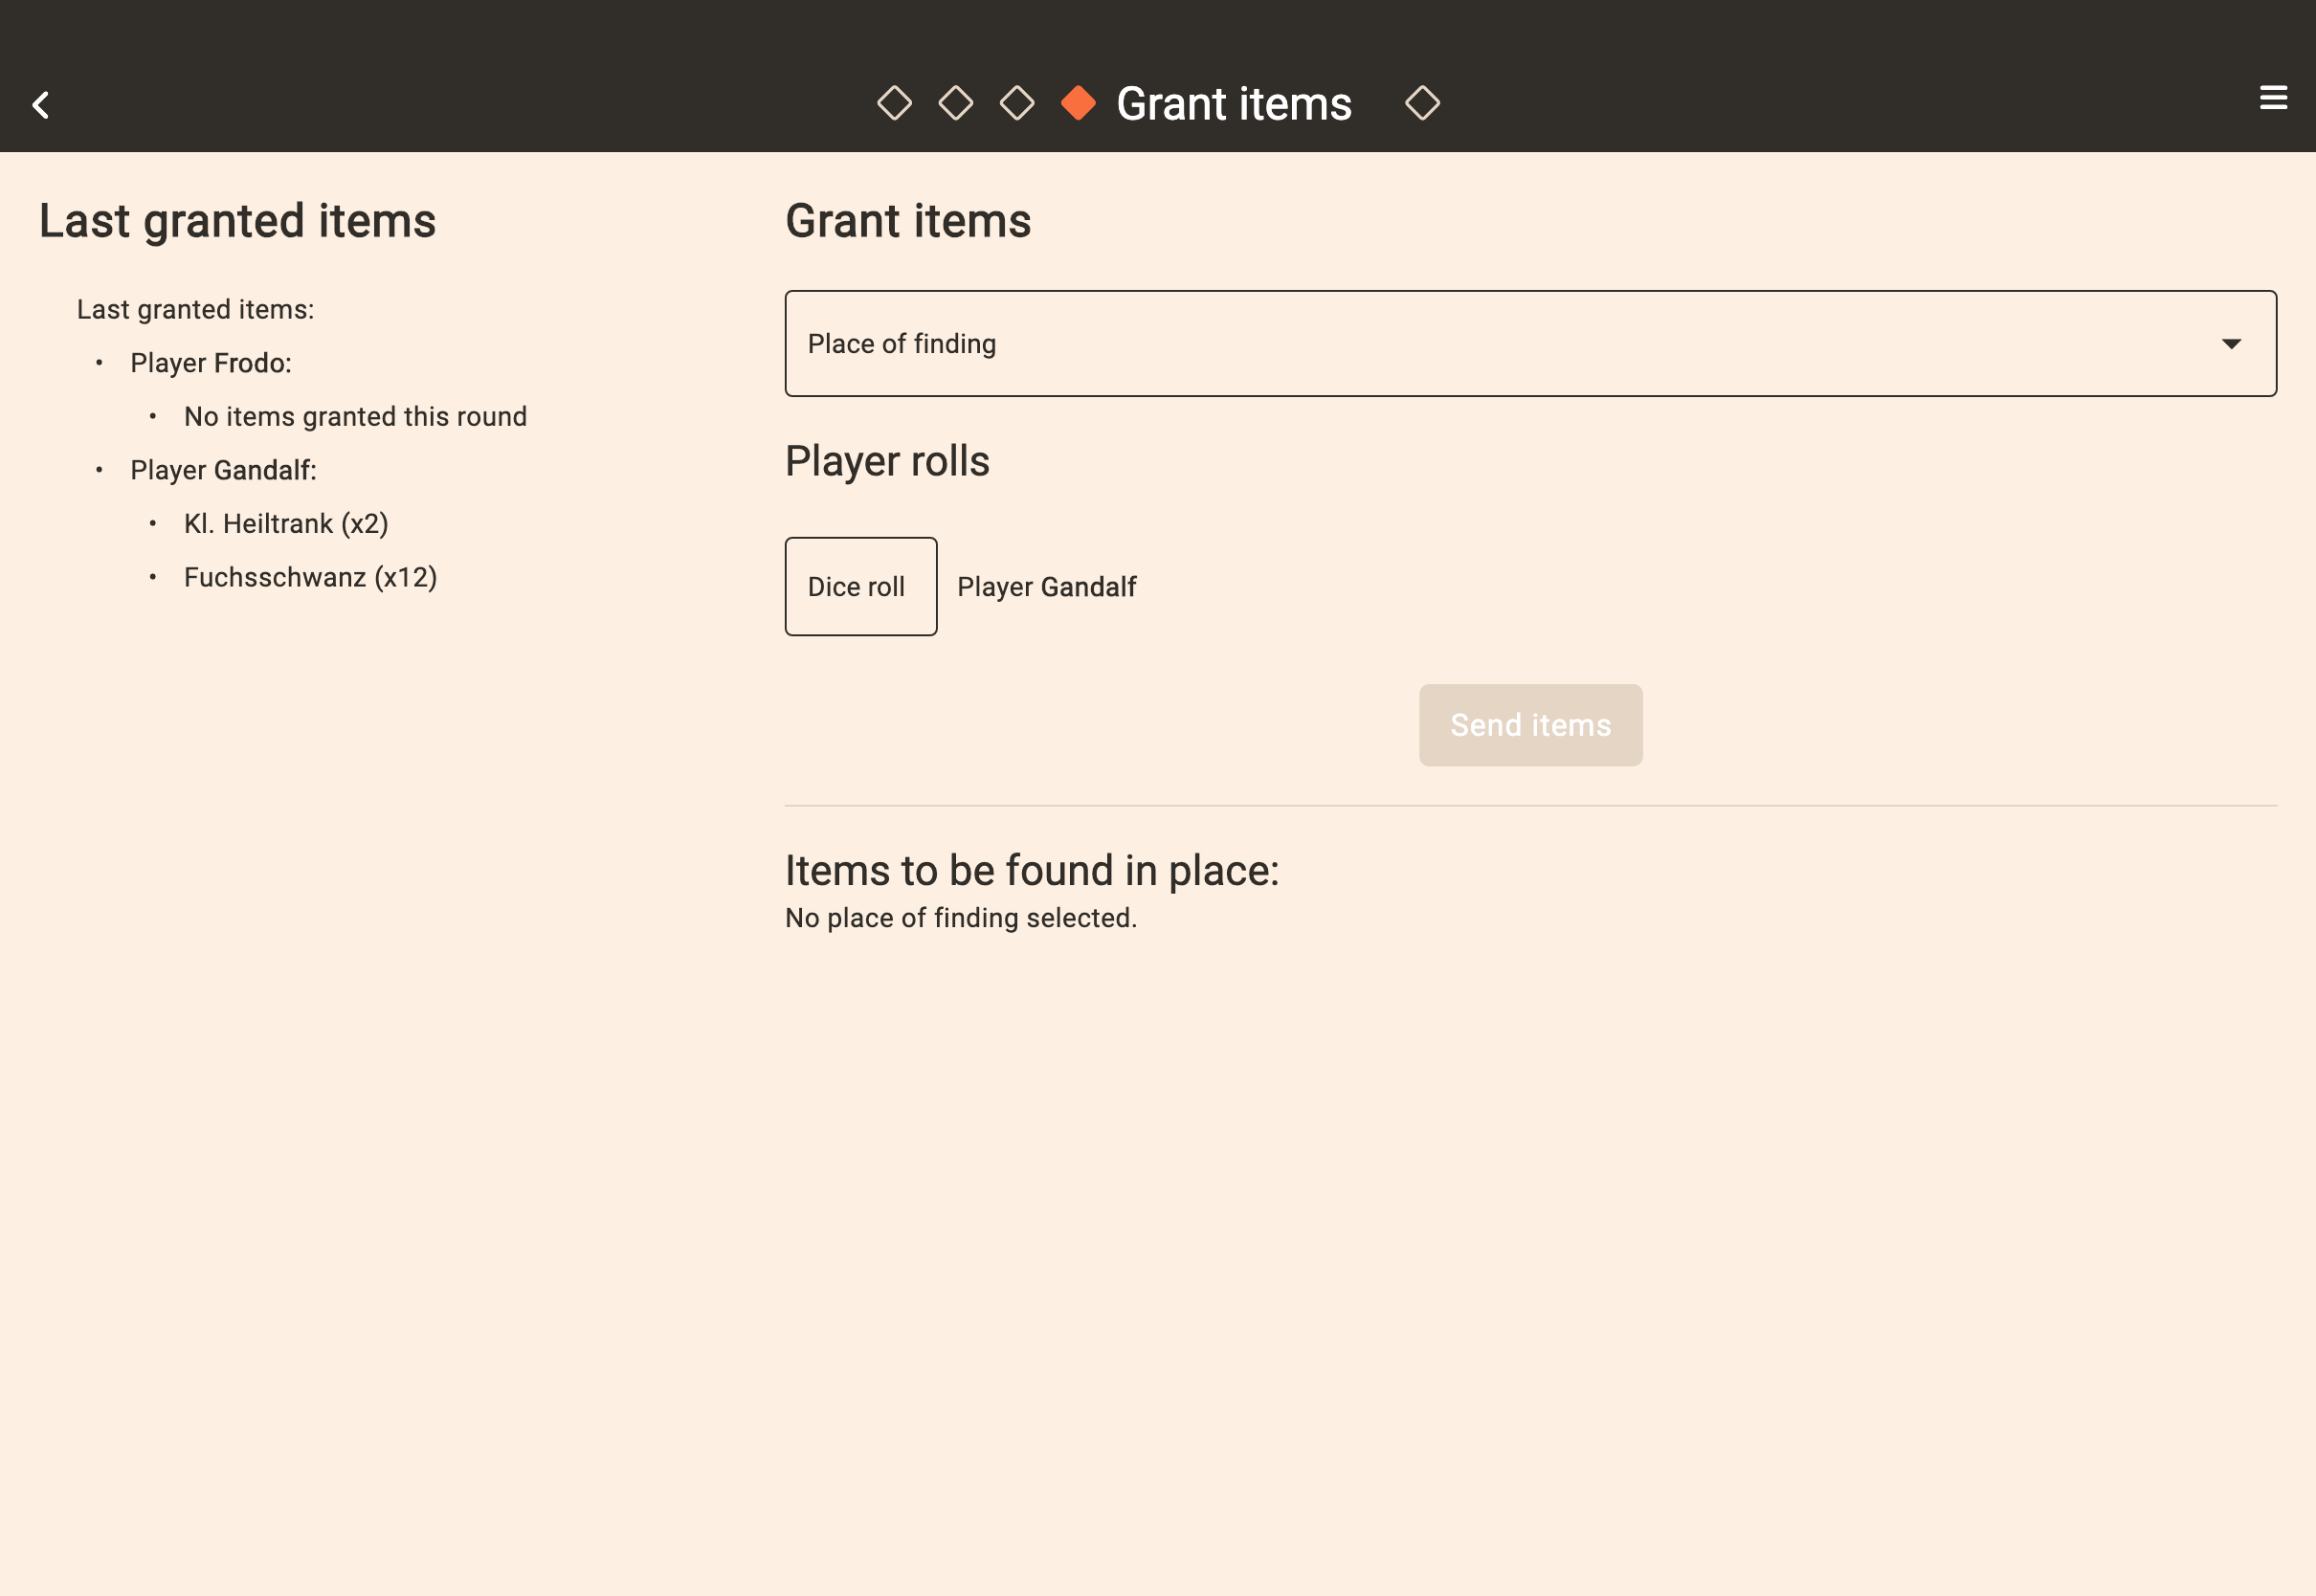 Grant items
Last granted items
Last granted items:
• Player Frodo:
• No items granted this round
• Player Gandalf:
• Kl. Heiltrank (x2)
• Fuchsschwanz (x12)
Grant items
Place of finding
Player rolls
Dice roll Player Gandalf
Send items
Items to be found in place:
No place of finding selected.